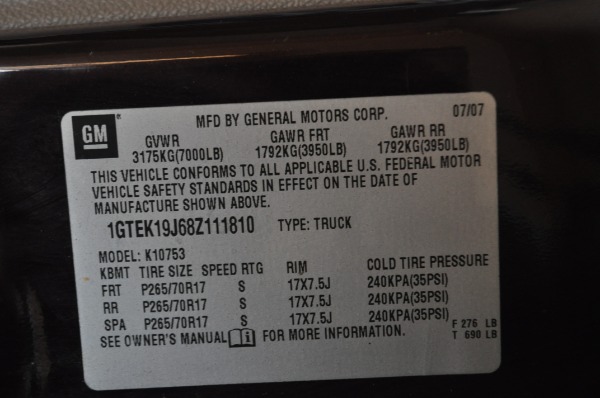 MFD BY GENERAL MOTORS CORP. 07/07
GM
GVWR GAWR FRT GAWR RR
3175KG(7000LB) 1792KG(3950LB) 1792KG(3950LB)
THIS VEHICLE CONFORMS TO ALL APPLICABLE U.S. FEDERAL MOTOR
VEHICLE SAFETY STANDARDS IN EFFECT ON THE DATE OF
MANUFACTURE SHOWN ABOVE.
1GTEK19J68Z111810 TYPE: TRUCK
MODEL: K10753
KBMT TIRE SIZE SPEED RTG RIM COLD TIRE PRESSURE
FRT P265/70R17 S 17X7.5J 240KPA(35PSI)
RR P265/70R17 S 17X7.5J 240KPA(35PSI)
SPA P265/70R17 S 17X7.5J 240KPA(35PSI)
SEE OWNER'S MANUAL FOR MORE INFORMATION.
F 276 LB
T 690 LB